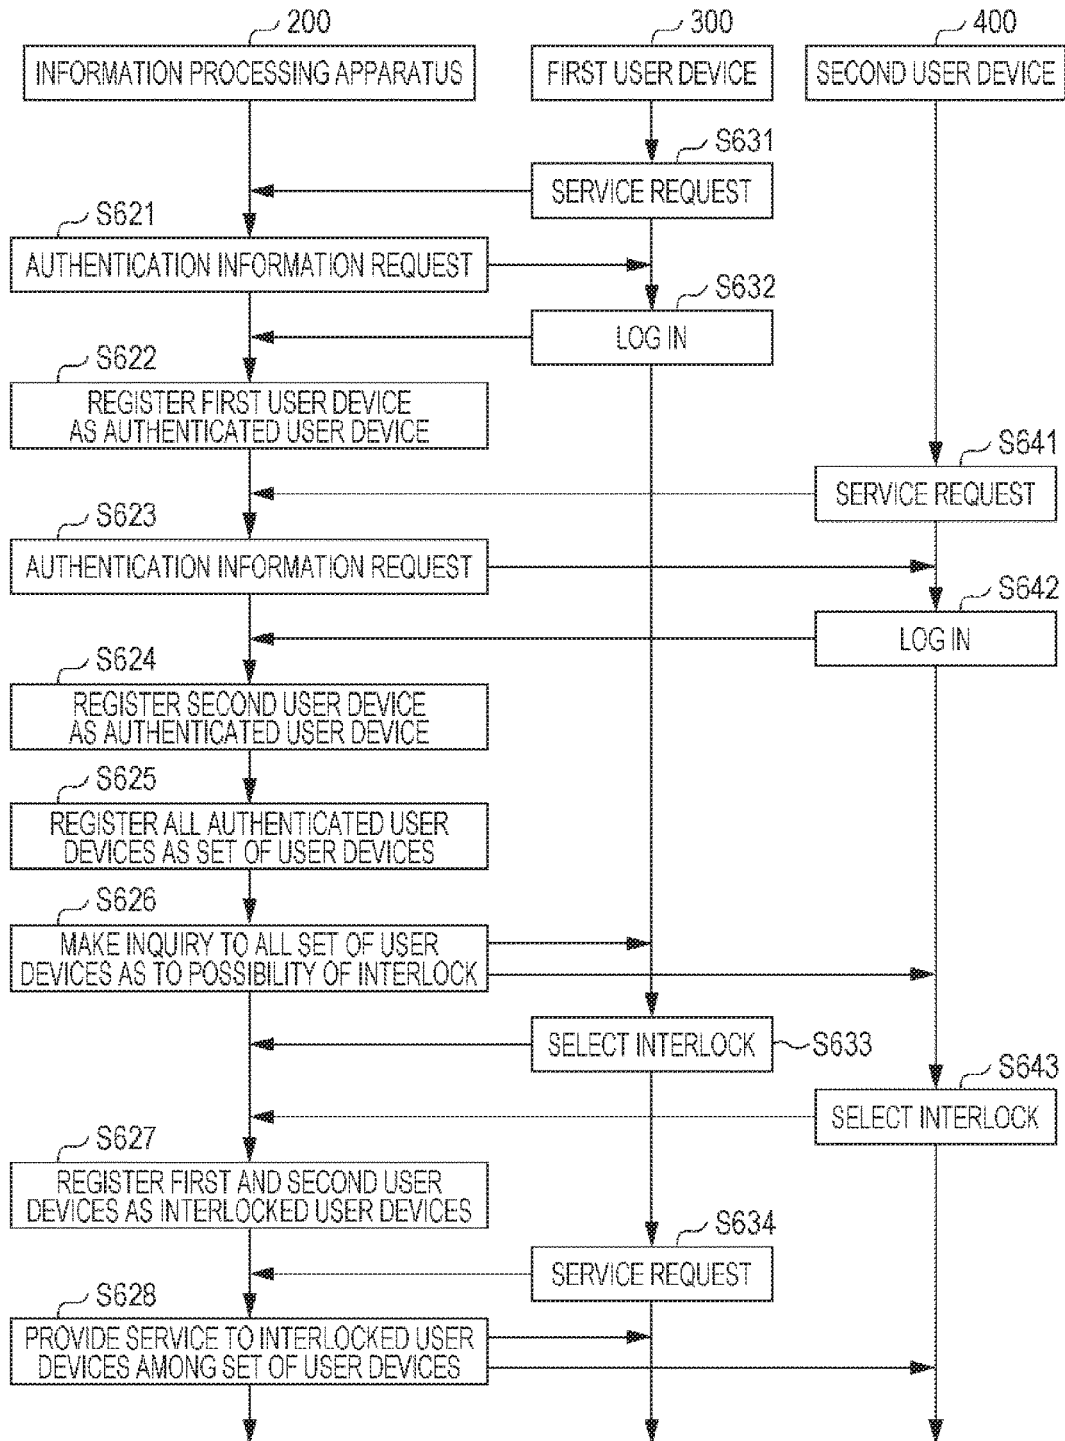 200
300
400
INFORMATION PROCESSING APPARATUS
FIRST USER DEVICE
SECOND USER DEVICE
S631
SERVICE REQUEST
S621
AUTHENTICATION INFORMATION REQUEST
S632
LOG IN
S622
REGISTER FIRST USER DEVICE
AS AUTHENTICATED USER DEVICE
S641
SERVICE REQUEST
S623
AUTHENTICATION INFORMATION REQUEST
S642
LOG IN
S624
REGISTER SECOND USER DEVICE
AS AUTHENTICATED USER DEVICE
S625
REGISTER ALL AUTHENTICATED USER
DEVICES AS SET OF USER DEVICES
S626
MAKE INQUIRY TO ALL SET OF USER
DEVICES AS TO POSSIBILITY OF INTERLOCK
SELECT INTERLOCK
S633
S643
SELECT INTERLOCK
S627
REGISTER FIRST AND SECOND USER
DEVICES AS INTERLOCKED USER DEVICES
S634
SERVICE REQUEST
S628
PROVIDE SERVICE TO INTERLOCKED USER
DEVICES AMONG SET OF USER DEVICES